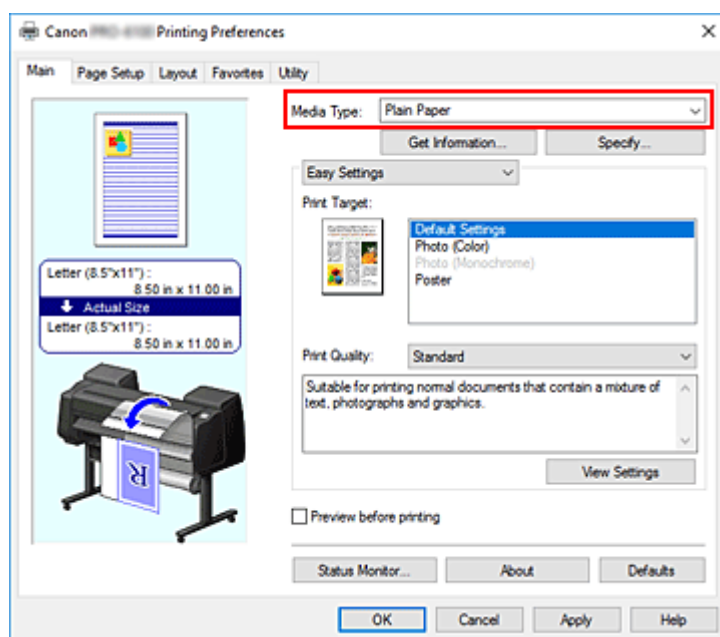 Canon Printing Preferences
Main Page Setup Layout Favorites Utility
Media Type: Plain Paper
Get Information... Specify...
Easy Settings
Print Target:
Default Settings
Photo (Color)
Photo (Monochrome)
Poster
Letter (8.5"x11") :
8.50 in x 11.00 in
Actual Size
Letter (8.5"x11") :
8.50 in x 11.00 in
Print Quality: Standard
Suitable for printing normal documents that contain a mixture of
text, photographs and graphics.
R
View Settings
Preview before printing
Status Monitor... About Defaults
OK Cancel Apply Help